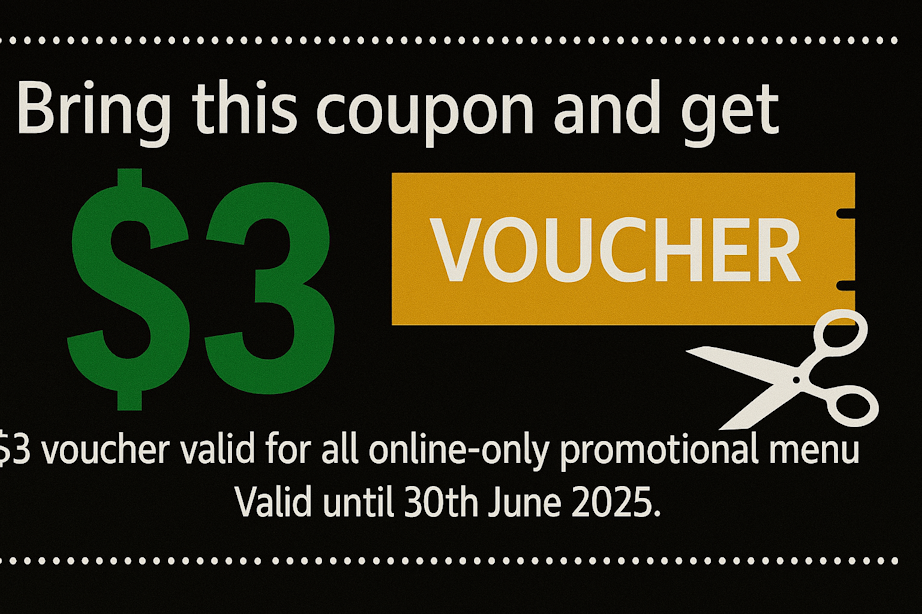 Bring this coupon and get
$3
VOUCHER
$3 voucher valid for all online-only promotional menu
Valid until 30th June 2025.